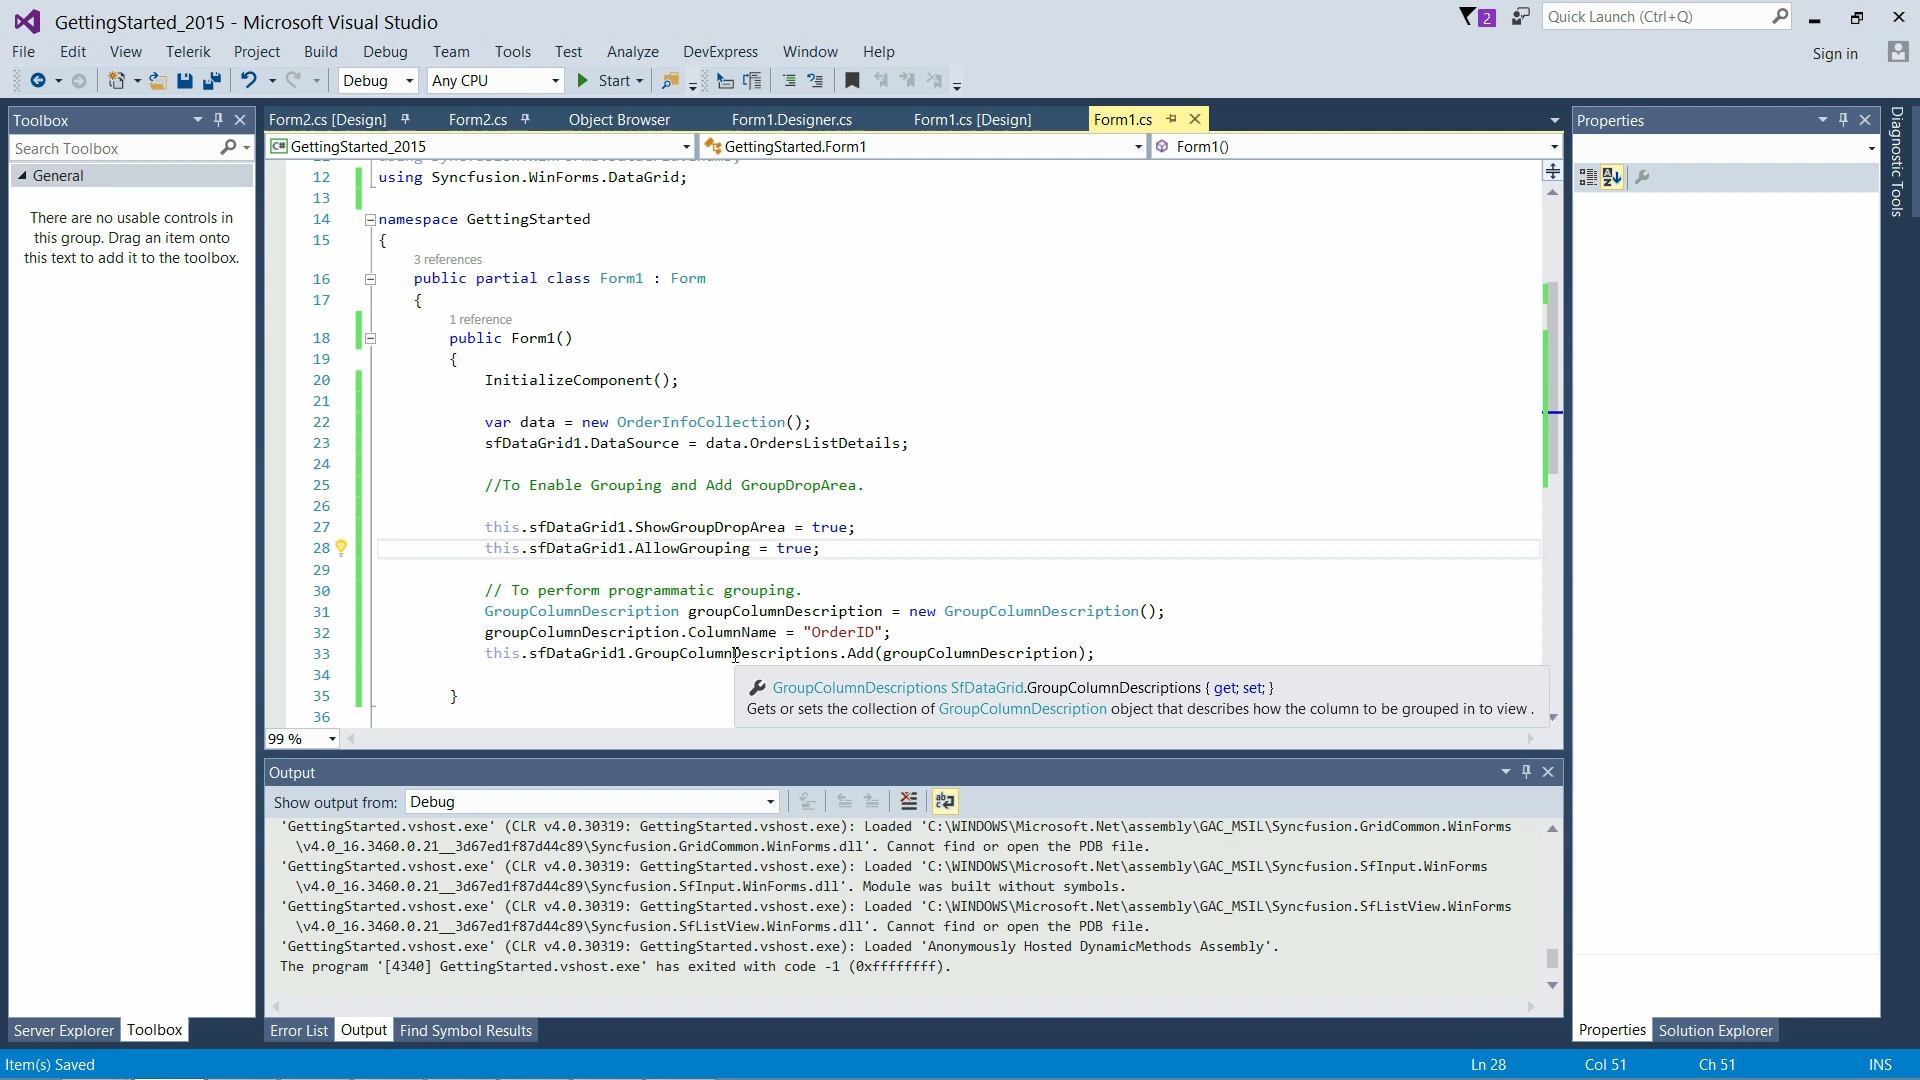 GettingStarted_2015 - Microsoft Visual Studio
2
Quick Launch (Ctrl+Q)
File Edit View Telerik Project Build Debug Team Tools Test Analyze DevExpress Window Help
Sign in
Debug Any CPU Start
Toolbox
Search Toolbox
General
There are no usable controls in
this group. Drag an item onto
this text to add it to the toolbox.
Server Explorer Toolbox
Form2.cs [Design] Form2.cs Object Browser Form1.Designer.cs Form1.cs [Design] Form1.cs
GettingStarted_2015 GettingStarted.Form1 Form1()
12 using Syncfusion.WinForms.DataGrid;
13
14 namespace GettingStarted
15 {
3 references
16 public partial class Form1 : Form
17 {
1 reference
18 public Form1()
19 {
20 InitializeComponent();
21
22 var data = new OrderInfoCollection();
23 sfDataGrid1.DataSource = data.OrdersListDetails;
24
25 //To Enable Grouping and Add GroupDropArea.
26
27 this.sfDataGrid1.ShowGroupDropArea = true;
28 this.sfDataGrid1.AllowGrouping = true;
29
30 // To perform programmatic grouping.
31 GroupColumnDescription groupColumnDescription = new GroupColumnDescription();
32 groupColumnDescription.ColumnName = "OrderID";
33 this.sfDataGrid1.GroupColumnDescriptions.Add(groupColumnDescription);
34
35 }
36
GroupColumnDescriptions SfDataGrid.GroupColumnDescriptions { get; set; }
Gets or sets the collection of GroupColumnDescription object that describes how the column to be grouped in to view .
99 %
Output
Show output from: Debug
'GettingStarted.vshost.exe' (CLR v4.0.30319: GettingStarted.vshost.exe): Loaded 'C:\WINDOWS\Microsoft.Net\assembly\GAC_MSIL\Syncfusion.GridCommon.WinForms
\v4.0_16.3460.0.21__3d67ed1f87d44c89\Syncfusion.GridCommon.WinForms.dll'. Cannot find or open the PDB file.
'GettingStarted.vshost.exe' (CLR v4.0.30319: GettingStarted.vshost.exe): Loaded 'C:\WINDOWS\Microsoft.Net\assembly\GAC_MSIL\Syncfusion.SfInput.WinForms
\v4.0_16.3460.0.21__3d67ed1f87d44c89\Syncfusion.SfInput.WinForms.dll'. Module was built without symbols.
'GettingStarted.vshost.exe' (CLR v4.0.30319: GettingStarted.vshost.exe): Loaded 'C:\WINDOWS\Microsoft.Net\assembly\GAC_MSIL\Syncfusion.SfListView.WinForms
\v4.0_16.3460.0.21__3d67ed1f87d44c89\Syncfusion.SfListView.WinForms.dll'. Cannot find or open the PDB file.
'GettingStarted.vshost.exe' (CLR v4.0.30319: GettingStarted.vshost.exe): Loaded 'Anonymously Hosted DynamicMethods Assembly'.
The program '[4340] GettingStarted.vshost.exe' has exited with code -1 (0xffffffff).
Error List Output Find Symbol Results
Properties
Properties Solution Explorer
Diagnostic Tools
Item(s) Saved
Ln 28 Col 51 Ch 51 INS